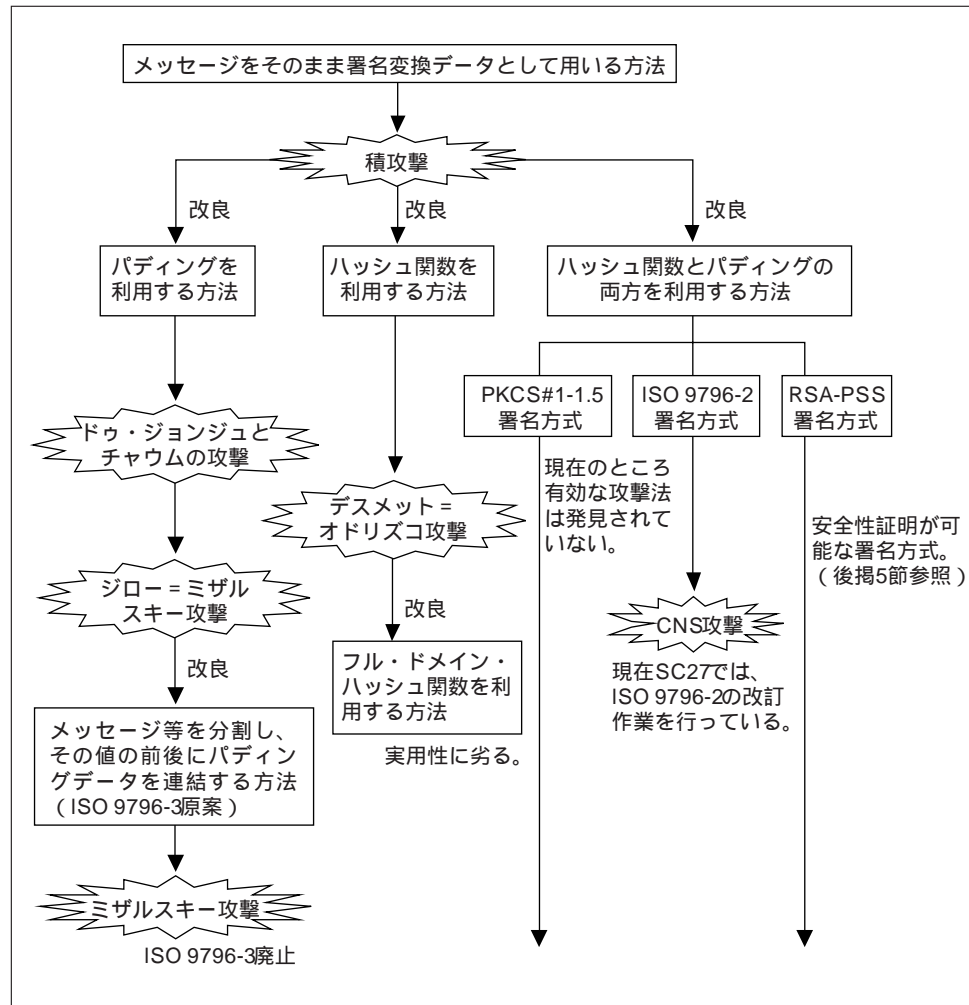 メッセージをそのまま署名変換データとして用いる方法
積攻撃
改良
改良
改良
パディングを
利用する方法
ハッシュ関数を
利用する方法
ハッシュ関数とパディングの
両方を利用する方法
PKCS#1-1.5
署名方式
ISO 9796-2
署名方式
RSA-PSS
署名方式
ドゥ・ジョンジュと
チャウムの攻撃
現在のところ
有効な攻撃法
は発見されて
いない。
デスメット＝
オドリズコ攻撃
安全性証明が可
能な署名方式。
（後掲5節参照）
ジロー＝ミザル
スキー攻撃
改良
CNS攻撃
改良
フル・ドメイン・
ハッシュ関数を利
用する方法
現在SC27では、
ISO 9796-2の改訂
作業を行っている。
メッセージ等を分割し、
その値の前後にパディ
ングデータを連結する方法
（ISO 9796-3原案）
実用性に劣る。
ミザルスキー攻撃
ISO 9796-3廃止